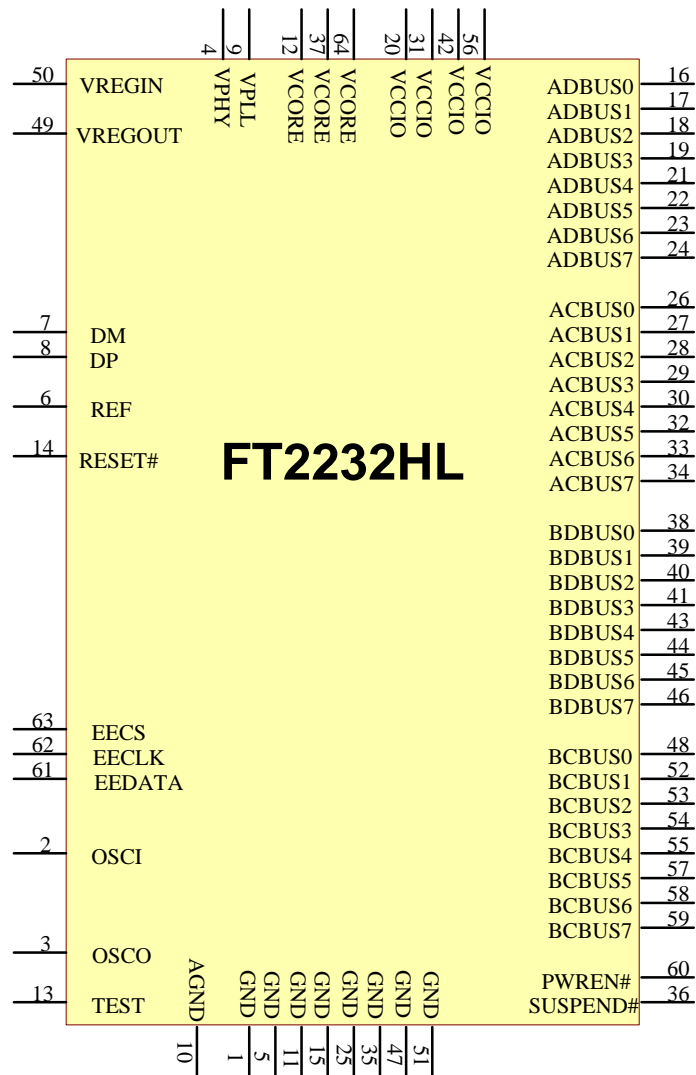 4 9 12 37 64 20 31 42 56
VPHY VPLL VCORE VCORE VCORE VCCIO VCCIO VCCIO VCCIO
50 VREGIN
49 VREGOUT
7 DM
8 DP
6 REF
14 RESET#
FT2232HL
63 EECS
62 EECLK
61 EEDATA
2 OSCI
3 OSCO
13 TEST
ADBUS0 16
ADBUS1 17
ADBUS2 18
ADBUS3 19
ADBUS4 21
ADBUS5 22
ADBUS6 23
ADBUS7 24
ACBUS0 26
ACBUS1 27
ACBUS2 28
ACBUS3 29
ACBUS4 30
ACBUS5 32
ACBUS6 33
ACBUS7 34
BDBUS0 38
BDBUS1 39
BDBUS2 40
BDBUS3 41
BDBUS4 43
BDBUS5 44
BDBUS6 45
BDBUS7 46
BCBUS0 48
BCBUS1 52
BCBUS2 53
BCBUS3 54
BCBUS4 55
BCBUS5 57
BCBUS6 58
BCBUS7 59
PWREN# 60
SUSPEND# 36
AGND GND GND GND GND GND GND GND GND
10 1 5 11 15 25 35 47 51